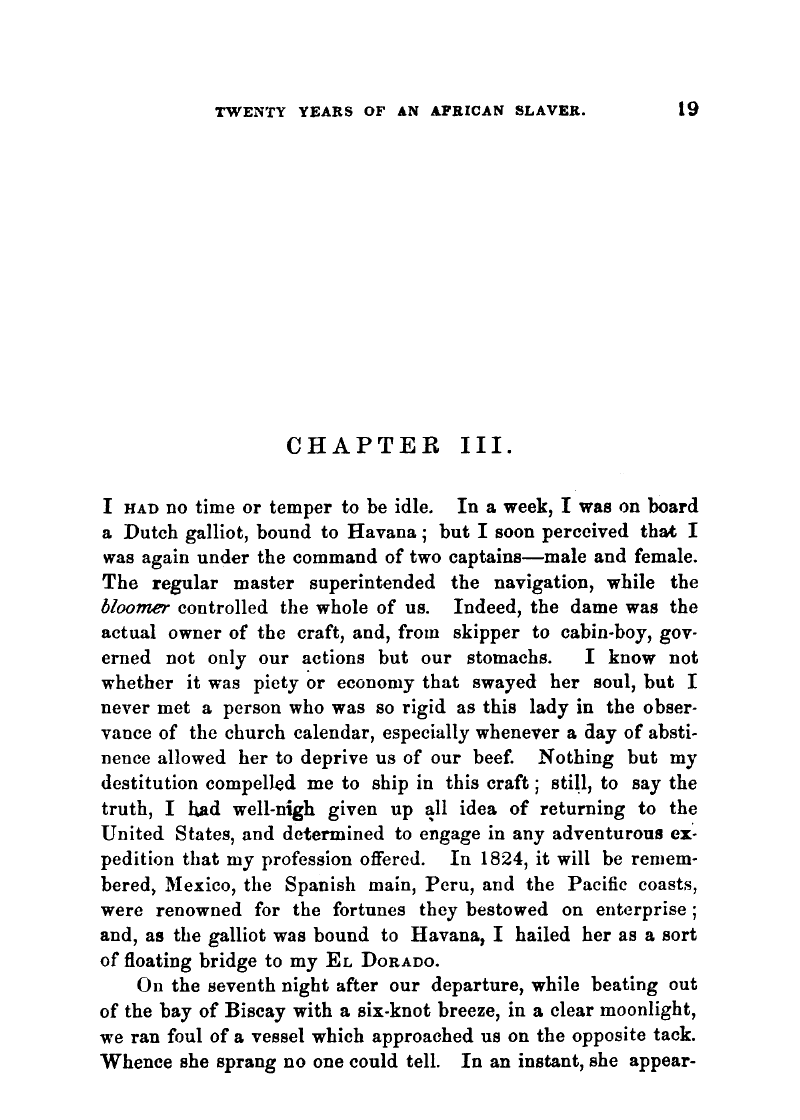 TWENTY YEARS OF AN AFRICAN SLAVER. 19
CHAPTER III.
I HAD no time or temper to be idle. In a week, I was on board
a Dutch galliot, bound to Havana; but I soon perceived that I
was again under the command of two captains—male and female.
The regular master superintended the navigation, while the
bloomer controlled the whole of us. Indeed, the dame was the
actual owner of the craft, and, from skipper to cabin-boy, gov-
erned not only our actions but our stomachs. I know not
whether it was piety or economy that swayed her soul, but I
never met a person who was so rigid as this lady in the obser-
vance of the church calendar, especially whenever a day of absti-
nence allowed her to deprive us of our beef. Nothing but my
destitution compelled me to ship in this craft; still, to say the
truth, I had well-nigh given up all idea of returning to the
United States, and determined to engage in any adventurous ex-
pedition that my profession offered. In 1824, it will be remem-
bered, Mexico, the Spanish main, Peru, and the Pacific coasts,
were renowned for the fortunes they bestowed on enterprise;
and, as the galliot was bound to Havana, I hailed her as a sort
of floating bridge to my EL DORADO.
On the seventh night after our departure, while beating out
of the bay of Biscay with a six-knot breeze, in a clear moonlight,
we ran foul of a vessel which approached us on the opposite tack.
Whence she sprang no one could tell. In an instant, she appear-